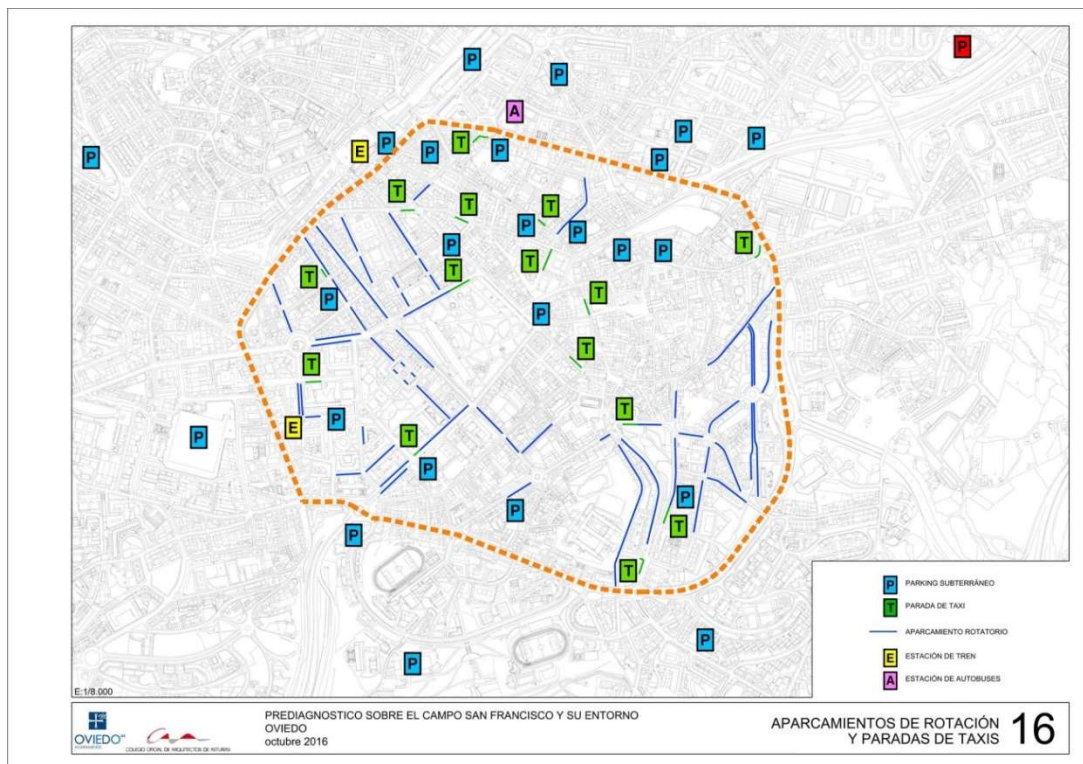 P
P
P
A
P
P
P
P
E
P
P
T
P
T
T
T
P
P
P
P
P
T
T
T
T
P
T
P
T
T
T
P
E
T
P
P
P
P
T
P
T
P
P
PARKING SUBTERRÁNEO
T
PARADA DE TAXI
APARCAMIENTO ROTATORIO
E
ESTACIÓN DE TREN
A
ESTACIÓN DE AUTOBUSES
P
P
E:1/8.000
OVIEDO
COLEGIO OFICIAL DE ARQUITECTOS DE ASTURIAS
PREDIAGNOSTICO SOBRE EL CAMPO SAN FRANCISCO Y SU ENTORNO
OVIEDO
octubre 2016
APARCAMIENTOS DE ROTACIÓN
Y PARADAS DE TAXIS
16